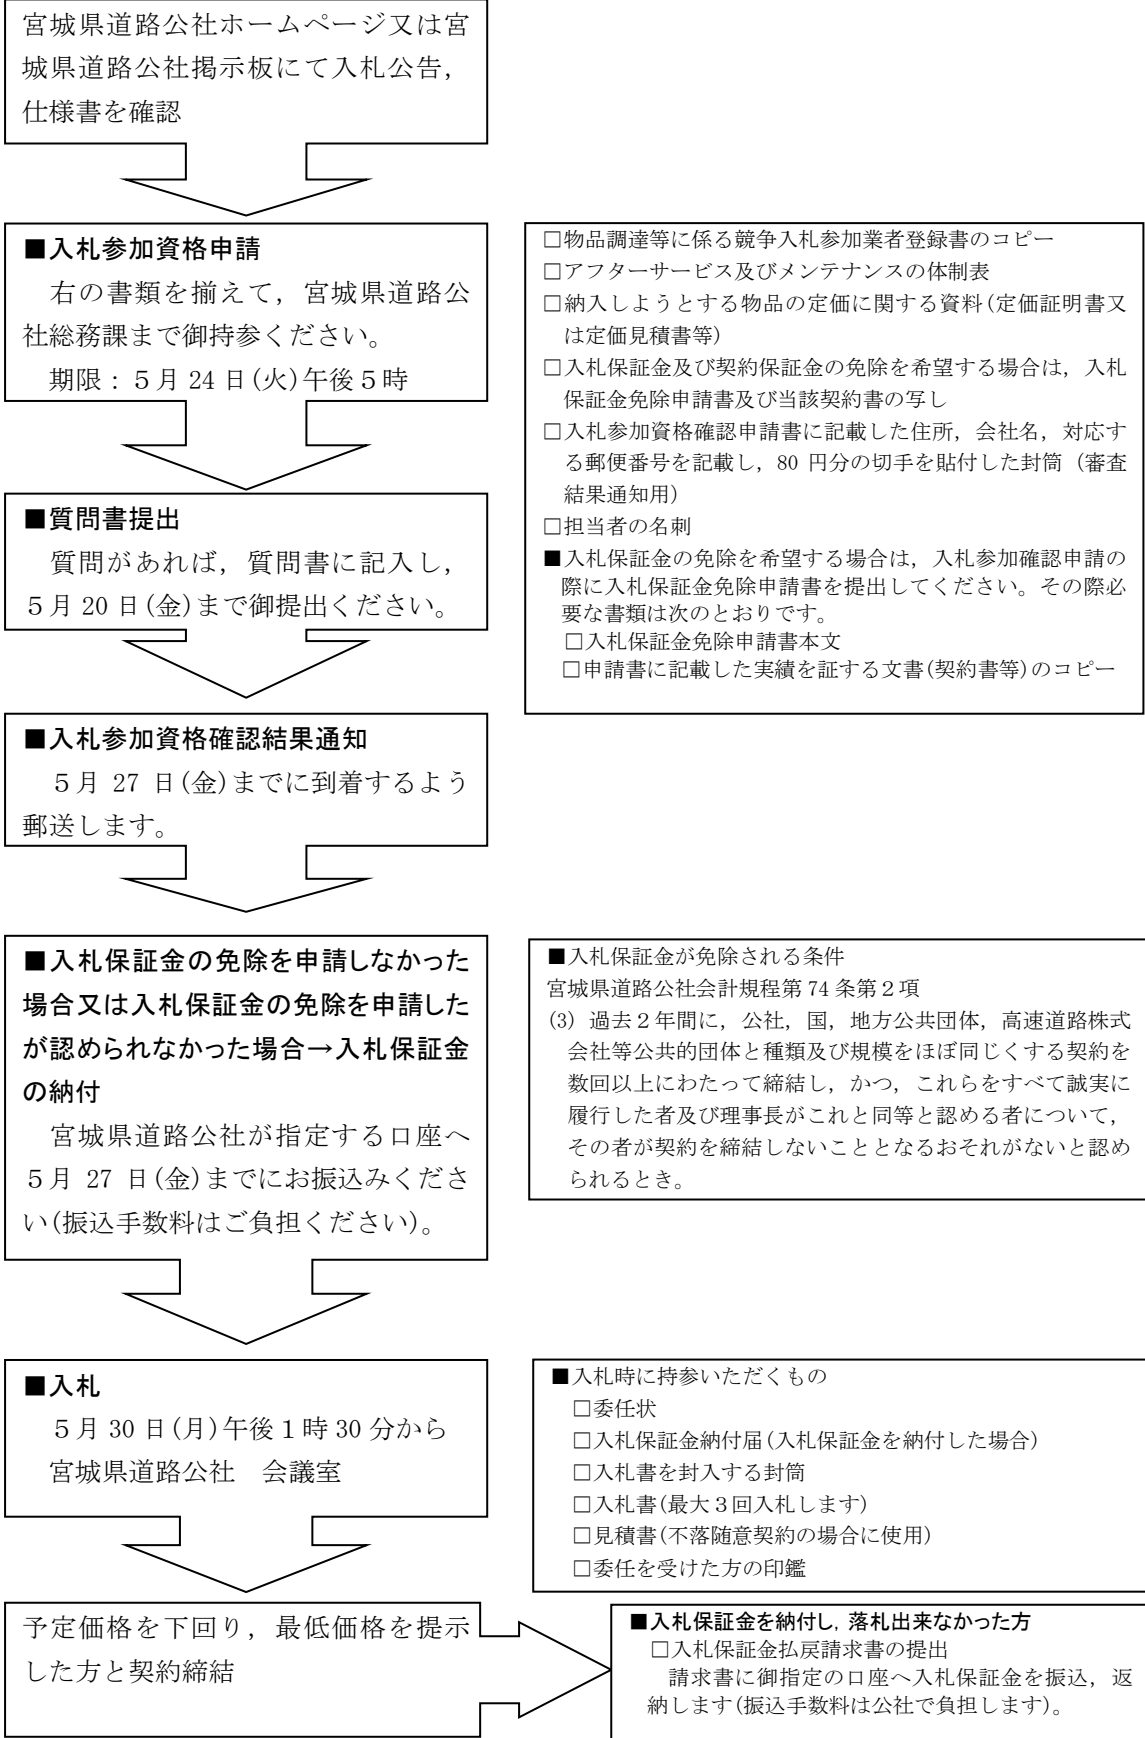 宮城県道路公社ホームページ又は宮
城県道路公社掲示板にて入札公告，
仕様書を確認
■入札参加資格申請
右の書類を揃えて，宮城県道路公
社総務課まで御持参ください。
期限：５月 24 日(火)午後５時
□物品調達等に係る競争入札参加業者登録書のコピー
□アフターサービス及びメンテナンスの体制表
□納入しようとする物品の定価に関する資料(定価証明書又
は定価見積書等)
□入札保証金及び契約保証金の免除を希望する場合は，入札
保証金免除申請書及び当該契約書の写し
□入札参加資格確認申請書に記載した住所，会社名，対応す
る郵便番号を記載し，80 円分の切手を貼付した封筒（審査
結果通知用）
□担当者の名刺
■入札保証金の免除を希望する場合は，入札参加確認申請の
際に入札保証金免除申請書を提出してください。その際必
要な書類は次のとおりです。
□入札保証金免除申請書本文
□申請書に記載した実績を証する文書(契約書等)のコピー
■質問書提出
質問があれば，質問書に記入し，
５月 20 日(金)まで御提出ください。
■入札参加資格確認結果通知
５月 27 日(金)までに到着するよう
郵送します。
■入札保証金の免除を申請しなかった
場合又は入札保証金の免除を申請した
が認められなかった場合→入札保証金
の納付
宮城県道路公社が指定する口座へ
５月 27 日(金)までにお振込みくださ
い(振込手数料はご負担ください)。
■入札保証金が免除される条件
宮城県道路公社会計規程第 74 条第２項
(3) 過去２年間に，公社，国，地方公共団体，高速道路株式
会社等公共的団体と種類及び規模をほぼ同じくする契約を
数回以上にわたって締結し，かつ，これらをすべて誠実に
履行した者及び理事長がこれと同等と認める者について，
その者が契約を締結しないこととなるおそれがないと認め
られるとき。
■入札
５月 30 日(月)午後１時 30 分から
宮城県道路公社　会議室
■入札時に持参いただくもの
□委任状
□入札保証金納付届(入札保証金を納付した場合)
□入札書を封入する封筒
□入札書(最大３回入札します)
□見積書(不落随意契約の場合に使用)
□委任を受けた方の印鑑
予定価格を下回り，最低価格を提示
した方と契約締結
■入札保証金を納付し，落札出来なかった方
□入札保証金払戻請求書の提出
請求書に御指定の口座へ入札保証金を振込，返
納します(振込手数料は公社で負担します)。